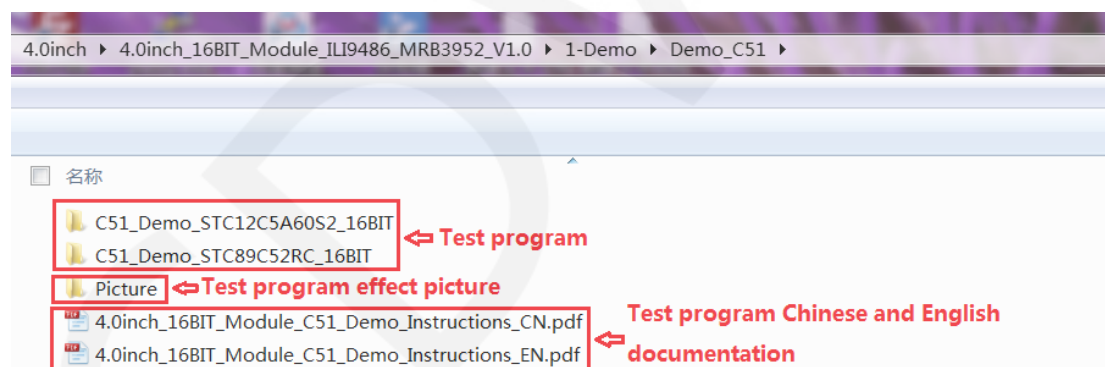 4.0inch ▸ 4.0inch_16BIT_Module_ILI9486_MRB3952_V1.0 ▸ 1-Demo ▸ Demo_C51 ▸
名称
C51_Demo_STC12C5A60S2_16BIT
Test program
C51_Demo_STC89C52RC_16BIT
Picture
Test program effect picture
4.0inch_16BIT_Module_C51_Demo_Instructions_CN.pdf
4.0inch_16BIT_Module_C51_Demo_Instructions_EN.pdf
Test program Chinese and English
documentation